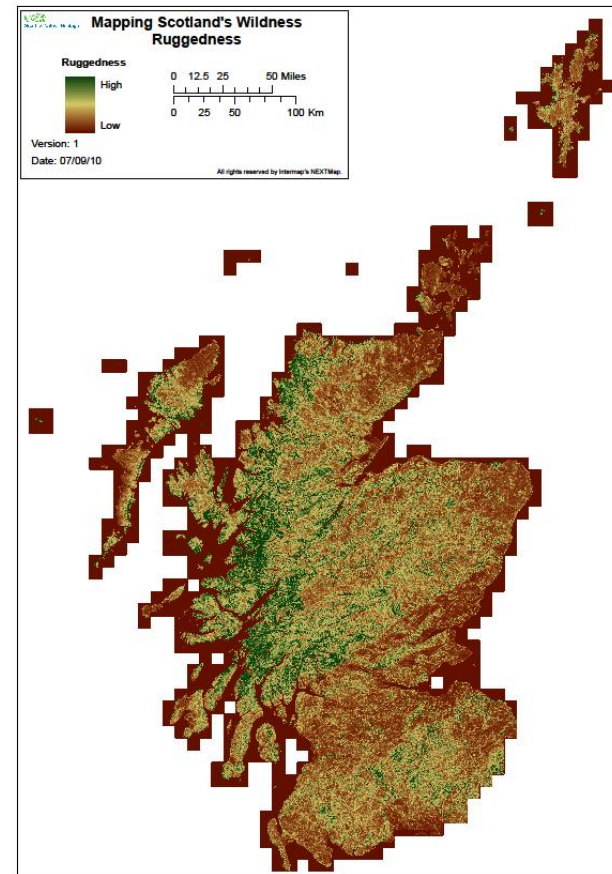 Mapping Scotland's Wildness
Ruggedness
Ruggedness
High
Low
0 12.5 25 50 Miles
0 25 50 100 Km
Version: 1
Date: 07/09/10
All rights reserved by Intermap's NEXTMap.